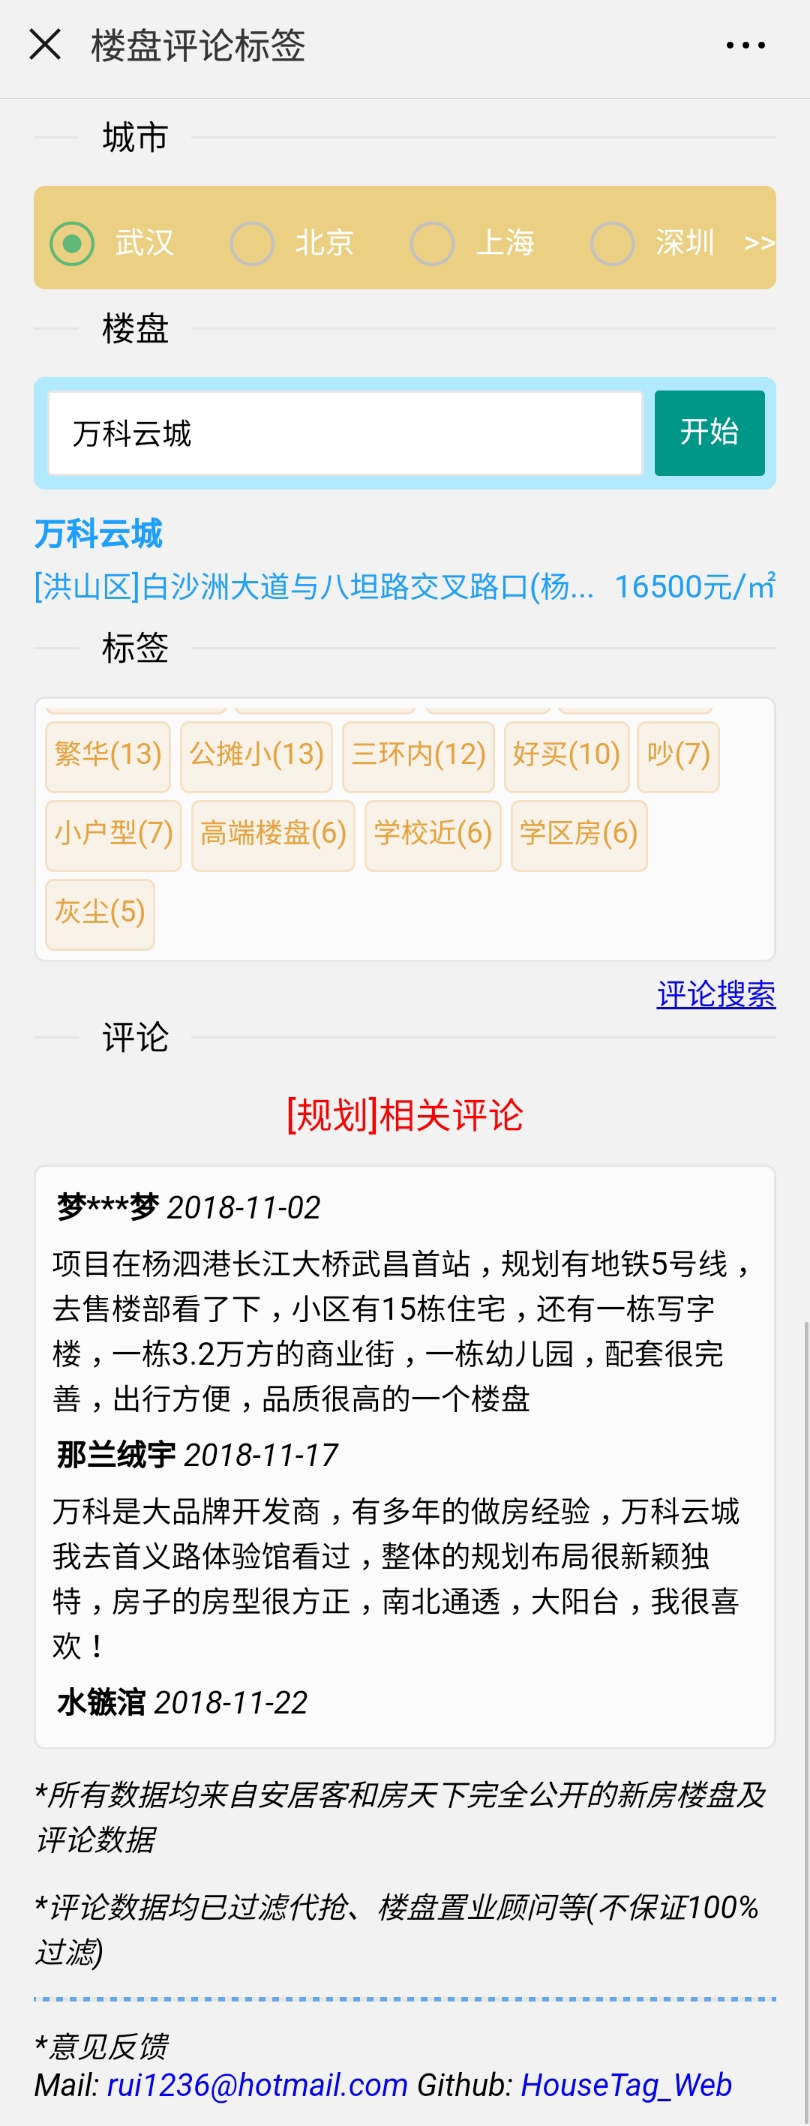 楼盘评论标签
城市
武汉 北京 上海 深圳 >>
楼盘
万科云城 开始
万科云城
[洪山区]白沙洲大道与八坦路交叉路口(杨... 16500元/㎡
标签
繁华(13) 公摊小(13) 三环内(12) 好买(10) 吵(7)
小户型(7) 高端楼盘(6) 学校近(6) 学区房(6)
灰尘(5)
评论搜索
评论
[规划]相关评论
梦***梦 2018-11-02
项目在杨泗港长江大桥武昌首站，规划有地铁5号线，
去售楼部看了下，小区有15栋住宅，还有一栋写字
楼，一栋3.2万方的商业街，一栋幼儿园，配套很完
善，出行方便，品质很高的一个楼盘
那兰绒宇 2018-11-17
万科是大品牌开发商，有多年的做房经验，万科云城
我去首义路体验馆看过，整体的规划布局很新颖独
特，房子的房型很方正，南北通透，大阳台，我很喜
欢！
水镞涫 2018-11-22
*所有数据均来自安居客和房天下完全公开的新房楼盘及
评论数据
*评论数据均已过滤代抢、楼盘置业顾问等(不保证100%
过滤)
*意见反馈
Mail: rui1236@hotmail.com Github: HouseTag_Web